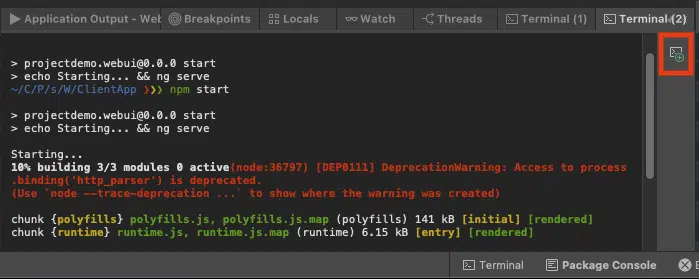 Application Output - Web
Breakpoints
Locals
Watch
Threads
Terminal (1)
Terminal (2)
> projectdemo.webui@0.0.0 start
> echo Starting... && ng serve
~/C/P/s/W/ClientApp ❯❯❯ npm start
> projectdemo.webui@0.0.0 start
> echo Starting... && ng serve
Starting...
10% building 3/3 modules 0 active(node:36797) [DEP0111] DeprecationWarning: Access to process
.binding('http_parser') is deprecated.
(Use `node --trace-deprecation ...` to show where the warning was created)
chunk {polyfills} polyfills.js, polyfills.js.map (polyfills) 141 kB [initial] [rendered]
chunk {runtime} runtime.js, runtime.js.map (runtime) 6.15 kB [entry] [rendered]
Terminal
Package Console